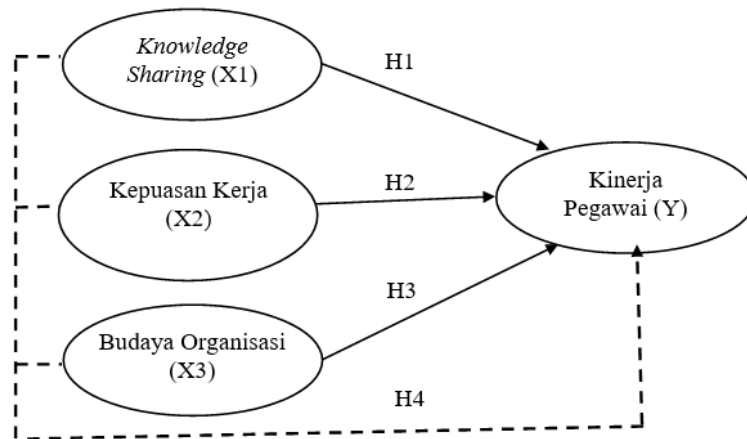 Knowledge
Sharing (X1)
H1
Kepuasan Kerja
(X2)
H2
Kinerja
Pegawai (Y)
H3
Budaya Organisasi
(X3)
H4